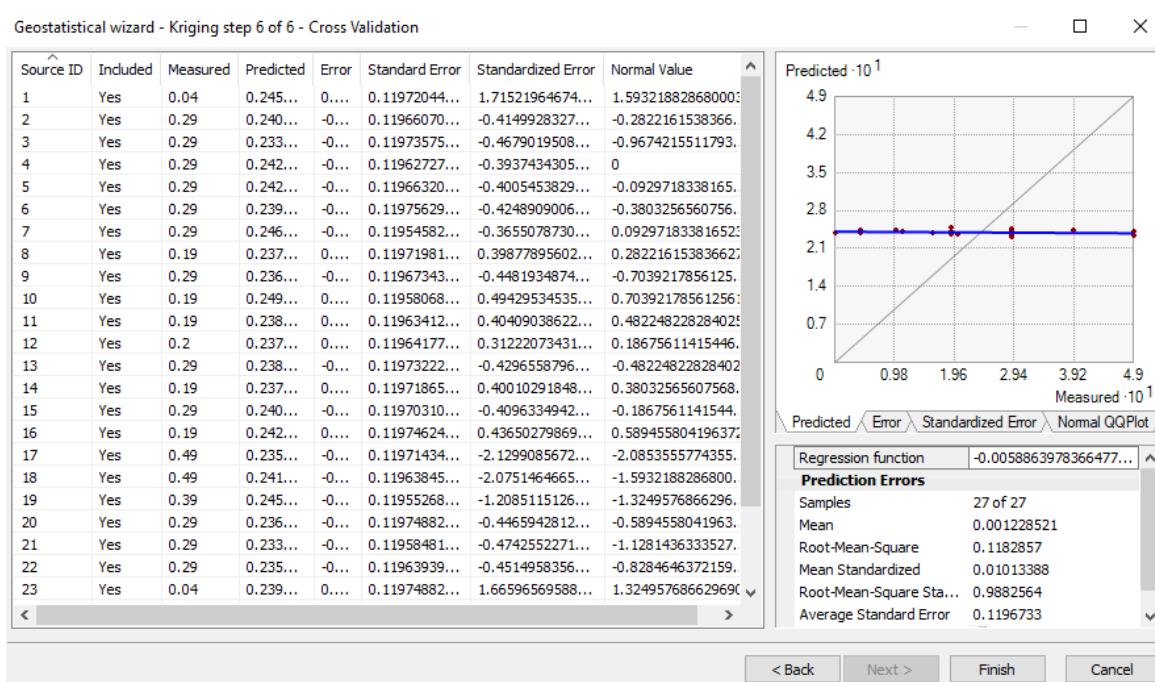 Geostatistical wizard - Kriging step 6 of 6 - Cross Validation
Source ID Included Measured Predicted Error Standard Error Standardized Error Normal Value
1 Yes 0.04 0.245... 0.... 0.11972044... 1.71521964674... 1.593218828680003
2 Yes 0.29 0.240... -0... 0.11966070... -0.4149928327... -0.2822161538366.
3 Yes 0.29 0.233... -0... 0.11973575... -0.4679019508... -0.9674215511793.
4 Yes 0.29 0.242... -0... 0.11962727... -0.3937434305... 0
5 Yes 0.29 0.242... -0... 0.11966320... -0.4005453829... -0.0929718338165.
6 Yes 0.29 0.239... -0... 0.11975629... -0.4248909006... -0.3803256560756.
7 Yes 0.29 0.246... -0... 0.11954582... -0.3655078730... 0.092971833816523
8 Yes 0.19 0.237... 0.... 0.11971981... 0.39877895602... 0.282216153836627
9 Yes 0.29 0.236... -0... 0.11967343... -0.4481934874... -0.7039217856125.
10 Yes 0.19 0.249... 0.... 0.11958068... 0.49429534535... 0.703921785612561
11 Yes 0.19 0.238... 0.... 0.11963412... 0.40409038622... 0.482248228284025
12 Yes 0.2 0.237... 0.... 0.11964177... 0.31222073431... 0.18675611415446.
13 Yes 0.29 0.238... -0... 0.11973222... -0.4296558796... -0.48224822828402
14 Yes 0.19 0.237... 0.... 0.11971865... 0.40010291848... 0.38032565607568.
15 Yes 0.29 0.240... -0... 0.11970310... -0.4096334942... -0.1867561141544.
16 Yes 0.19 0.242... 0.... 0.11974624... 0.43650279869... 0.589455804196372
17 Yes 0.49 0.235... -0... 0.11971434... -2.1299085672... -2.0853555774355.
18 Yes 0.49 0.241... -0... 0.11963845... -2.0751464665... -1.5932188286800.
19 Yes 0.39 0.245... -0... 0.11955268... -1.2085115126... -1.3249576866296.
20 Yes 0.29 0.236... -0... 0.11974882... -0.4465942812... -0.5894558041963.
21 Yes 0.29 0.233... -0... 0.11958481... -0.4742552271... -1.1281436333527.
22 Yes 0.29 0.235... -0... 0.11963939... -0.4514958356... -0.8284646372159.
23 Yes 0.04 0.239... 0.... 0.11974882... 1.66596569588... 1.324957686629690
Predicted ·10 1
4.9
4.2
3.5
2.8
2.1
1.4
0.7
0 0.98 1.96 2.94 3.92 4.9
Measured ·10 1
Predicted Error Standardized Error Normal QQPlot
Regression function -0.0058863978366477...
Prediction Errors
Samples 27 of 27
Mean 0.001228521
Root-Mean-Square 0.1182857
Mean Standardized 0.01013388
Root-Mean-Square Sta... 0.9882564
Average Standard Error 0.1196733
< Back Next > Finish Cancel